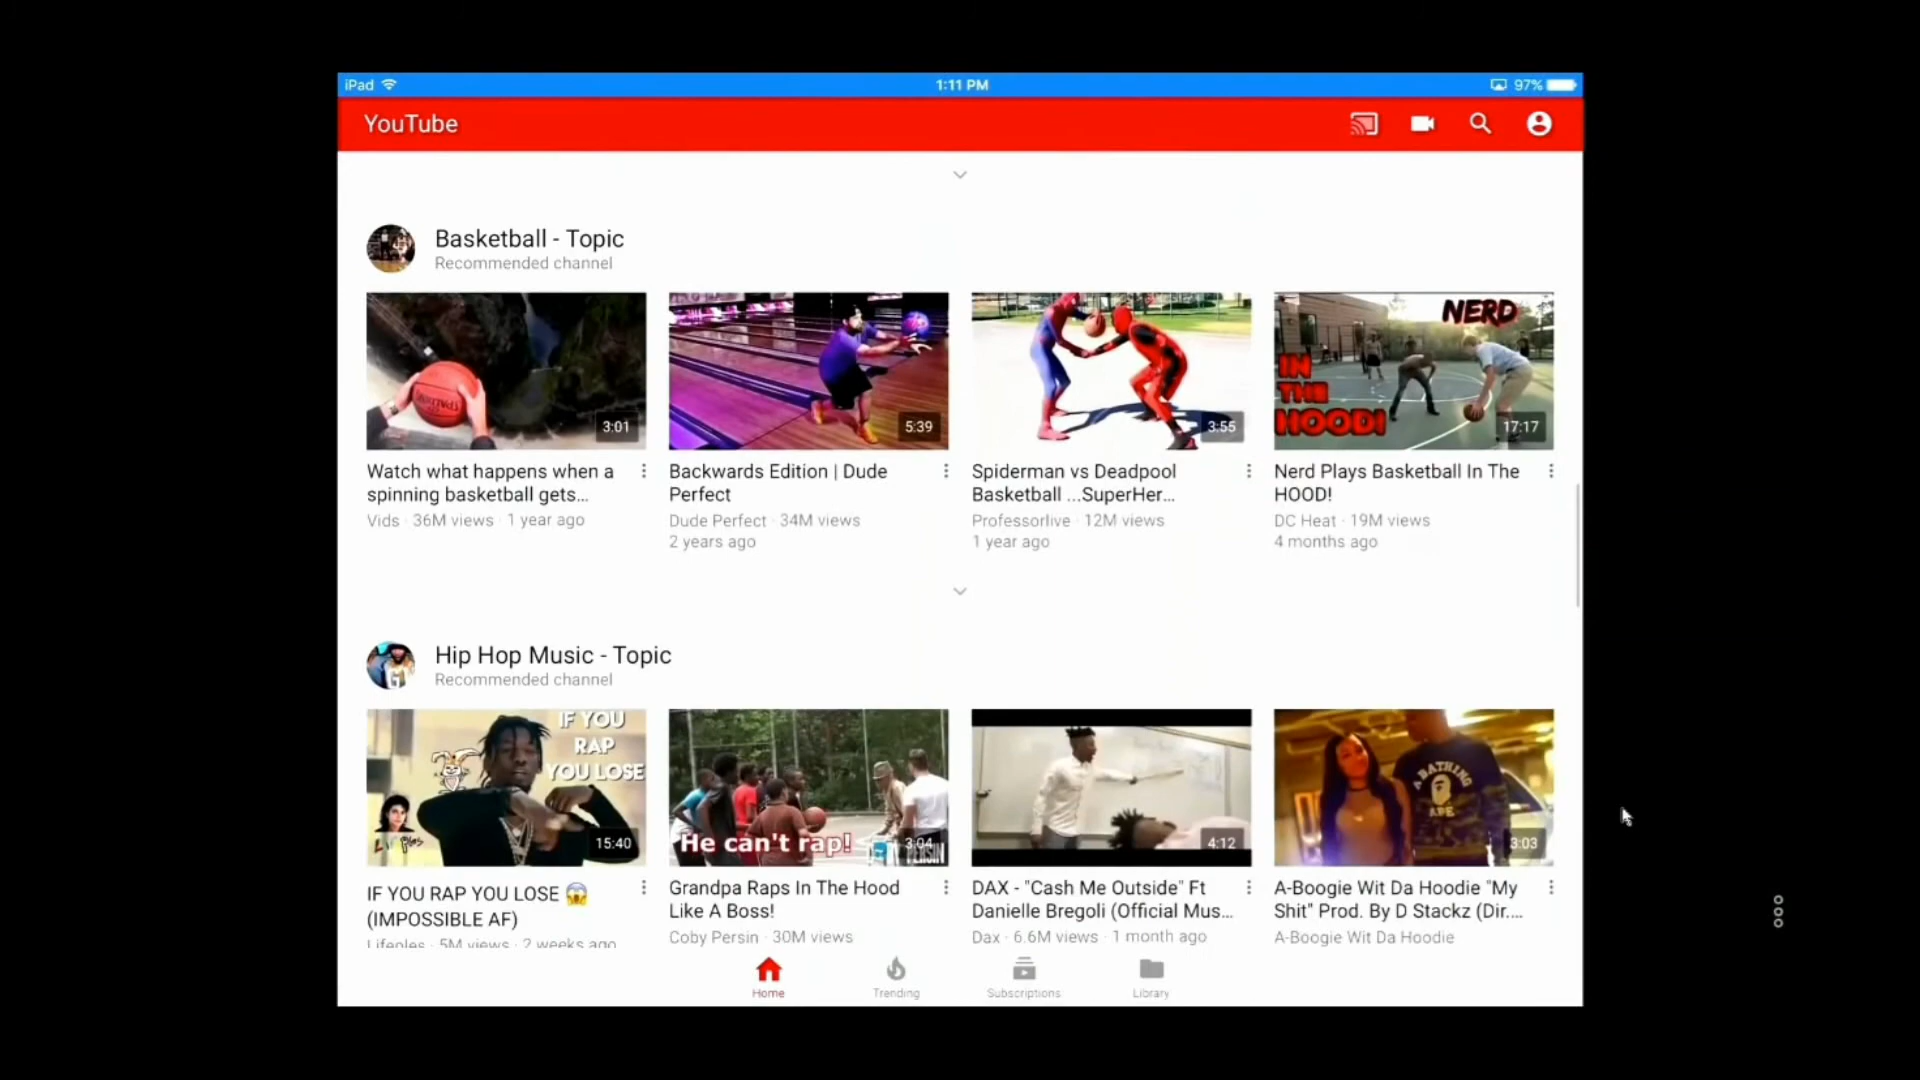 iPad 1:11 PM 97%
YouTube
Basketball - Topic
Recommended channel
NERD
IN
THE
HOOD!
3:01
5:39
3:55
17:17
Watch what happens when a
spinning basketball gets...
Vids · 36M views · 1 year ago
Backwards Edition | Dude
Perfect
Dude Perfect · 34M views
2 years ago
Spiderman vs Deadpool
Basketball ...SuperHer...
Professorlive · 12M views
1 year ago
Nerd Plays Basketball In The
HOOD!
DC Heat · 19M views
4 months ago
Hip Hop Music - Topic
Recommended channel
IF YOU
RAP
YOU LOSE
15:40
He can't rap!
3:04
4:12
A BATHING
APE
3:03
IF YOU RAP YOU LOSE 😱
(IMPOSSIBLE AF)
5M views · 2 weeks ago
Grandpa Raps In The Hood
Like A Boss!
Coby Persin · 30M views
DAX - "Cash Me Outside" Ft
Danielle Bregoli (Official Mus...
Dax · 6.6M views · 1 month ago
A-Boogie Wit Da Hoodie "My
Shit" Prod. By D Stackz (Dir....
A-Boogie Wit Da Hoodie
Home
Trending
Subscriptions
Library